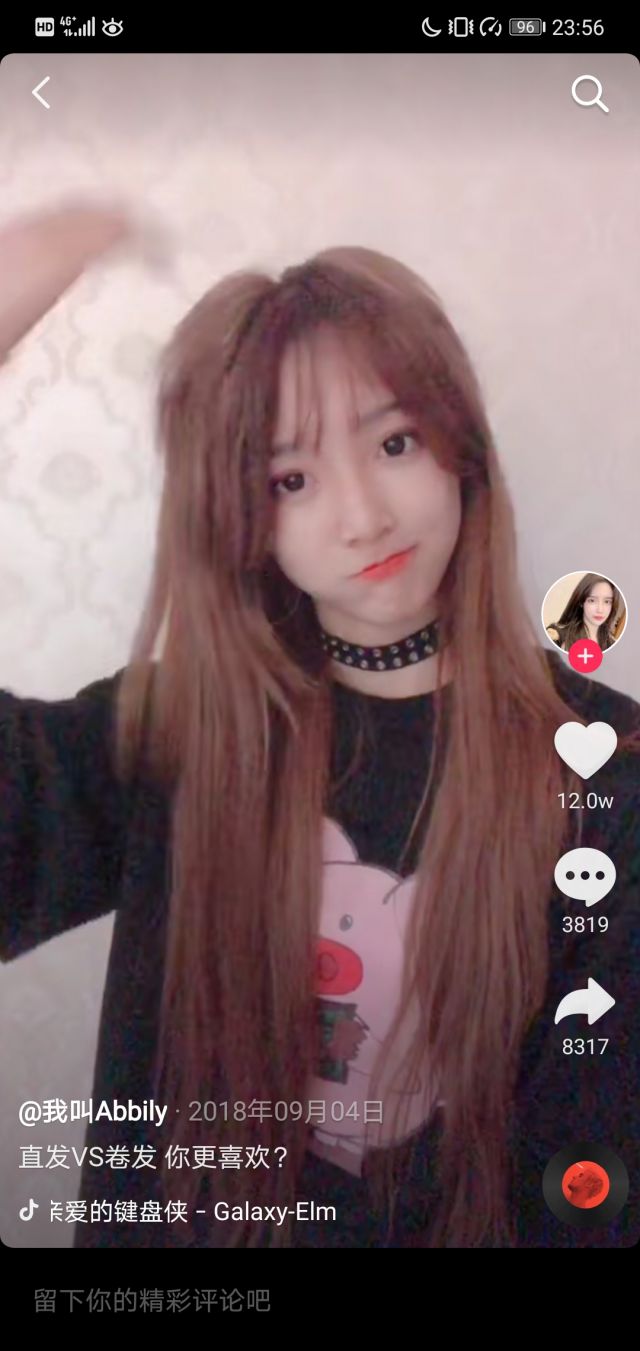 HD 4G+ 96 23:56
12.0w
3819
8317
@我叫Abbily · 2018年09月04日
直发VS卷发 你更喜欢？
亲爱的键盘侠 - Galaxy-Elm
留下你的精彩评论吧